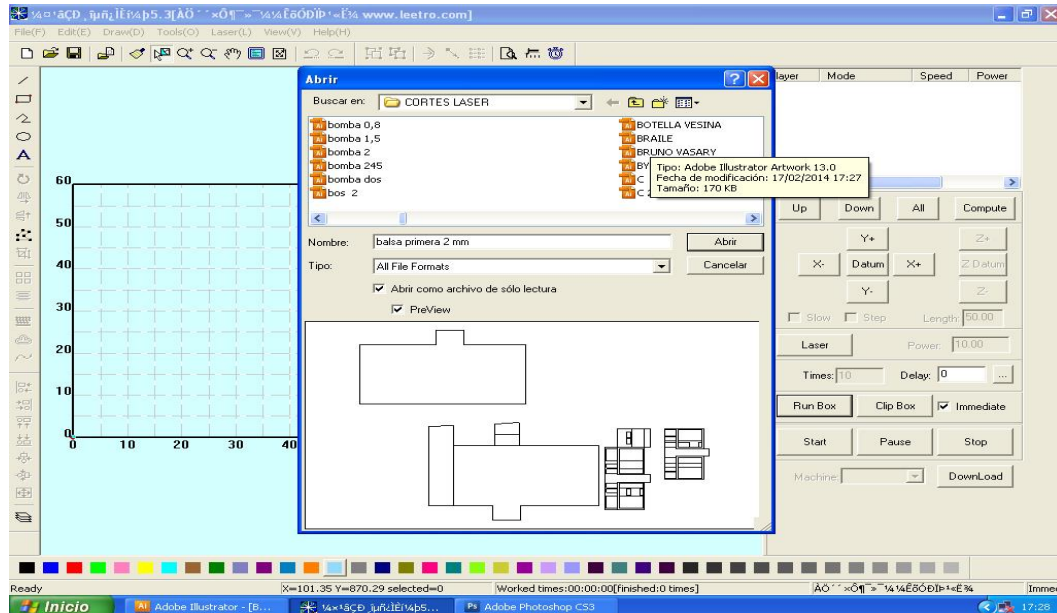 www.leetro.com]
File(F) Edit(E) Draw(D) Tools(O) Laser(L) View(V) Help(H)
Abrir
Buscar en: CORTES LASER
bomba 0,8
bomba 1,5
bomba 2
bomba 245
bomba dos
bos 2
BOTELLA VESINA
BRAILE
BRUNO VASARY
BY
C
C 2
Tipo: Adobe Illustrator Artwork 13.0
Fecha de modificación: 17/02/2014 17:27
Tamaño: 170 KB
Nombre: balsa primera 2 mm Abrir
Tipo: All File Formats Cancelar
Abrir como archivo de sólo lectura
PreView
60
50
40
30
20
10
0
0 10 20 30 40
layer Mode Speed Power
Up Down All Compute
Y+ Z+
X- Datum X+ Z Datum
Y- Z-
Slow Step Length: 50.00
Laser Power: 10.00
Times: 10 Delay: 0 ...
Run Box Clip Box Immediate
Start Pause Stop
Machine: DownLoad
Ready X=101.35 Y=870.29 selected=0 Worked times:00:00:00[finished:0 times] Imme
Inicio Adobe Illustrator - [B... Adobe Photoshop CS3 17:28